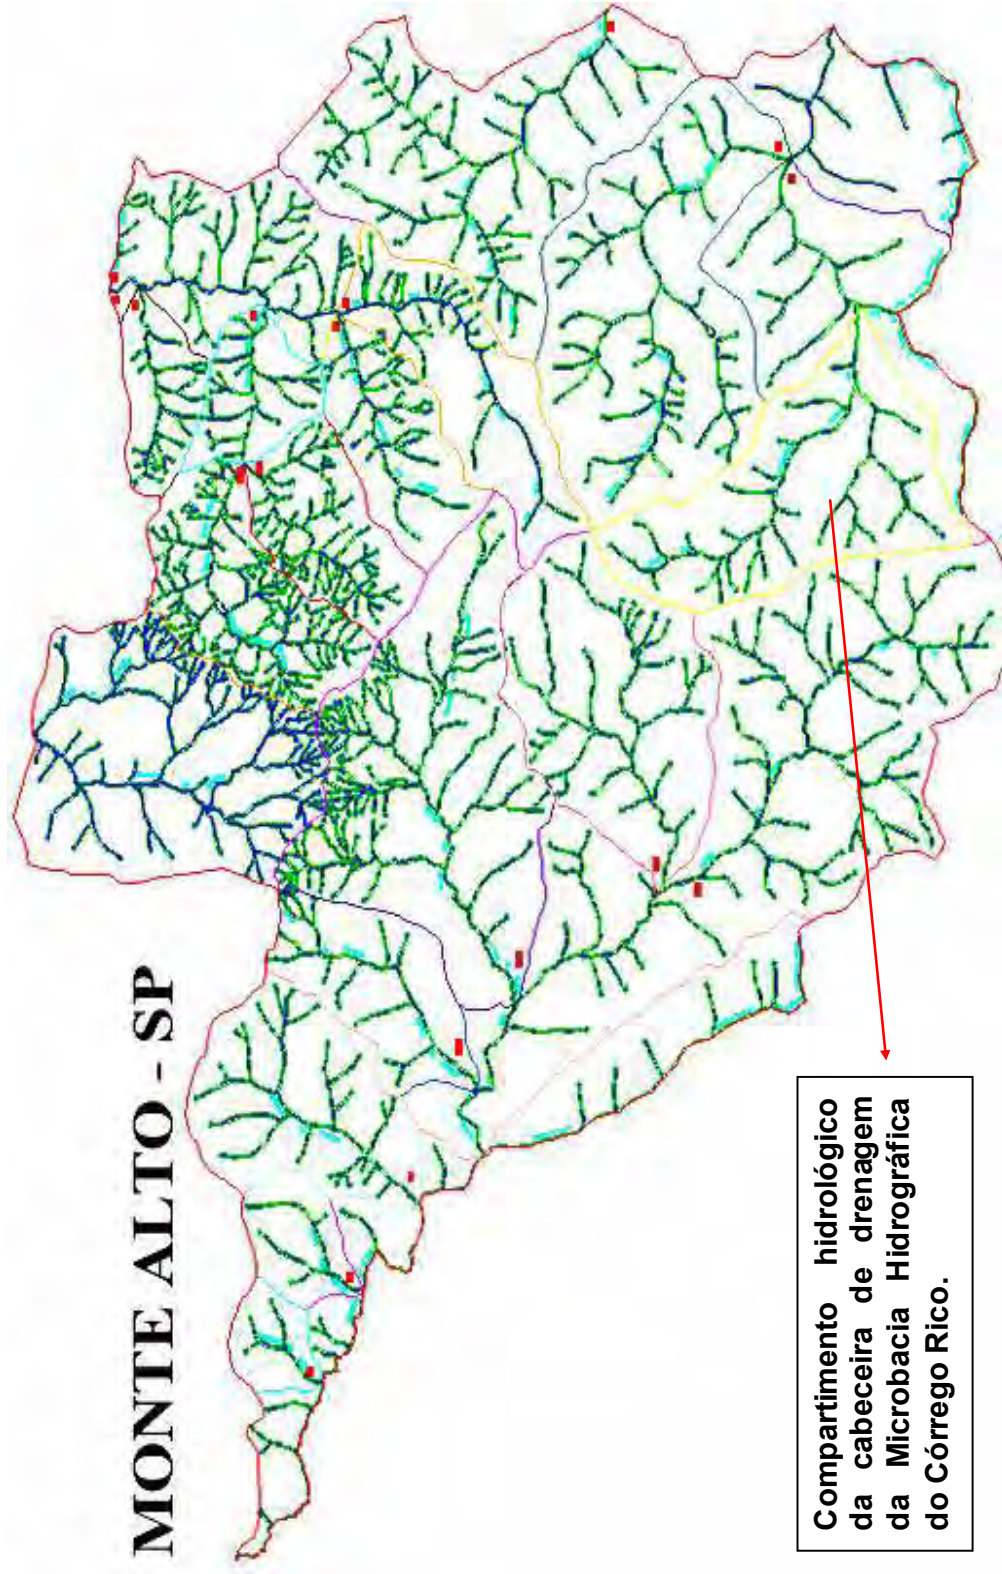 MONTE ALTO - SP
Compartimento hidrológico
da cabeceira de drenagem
da Microbacia Hidrográfica
do Córrego Rico.